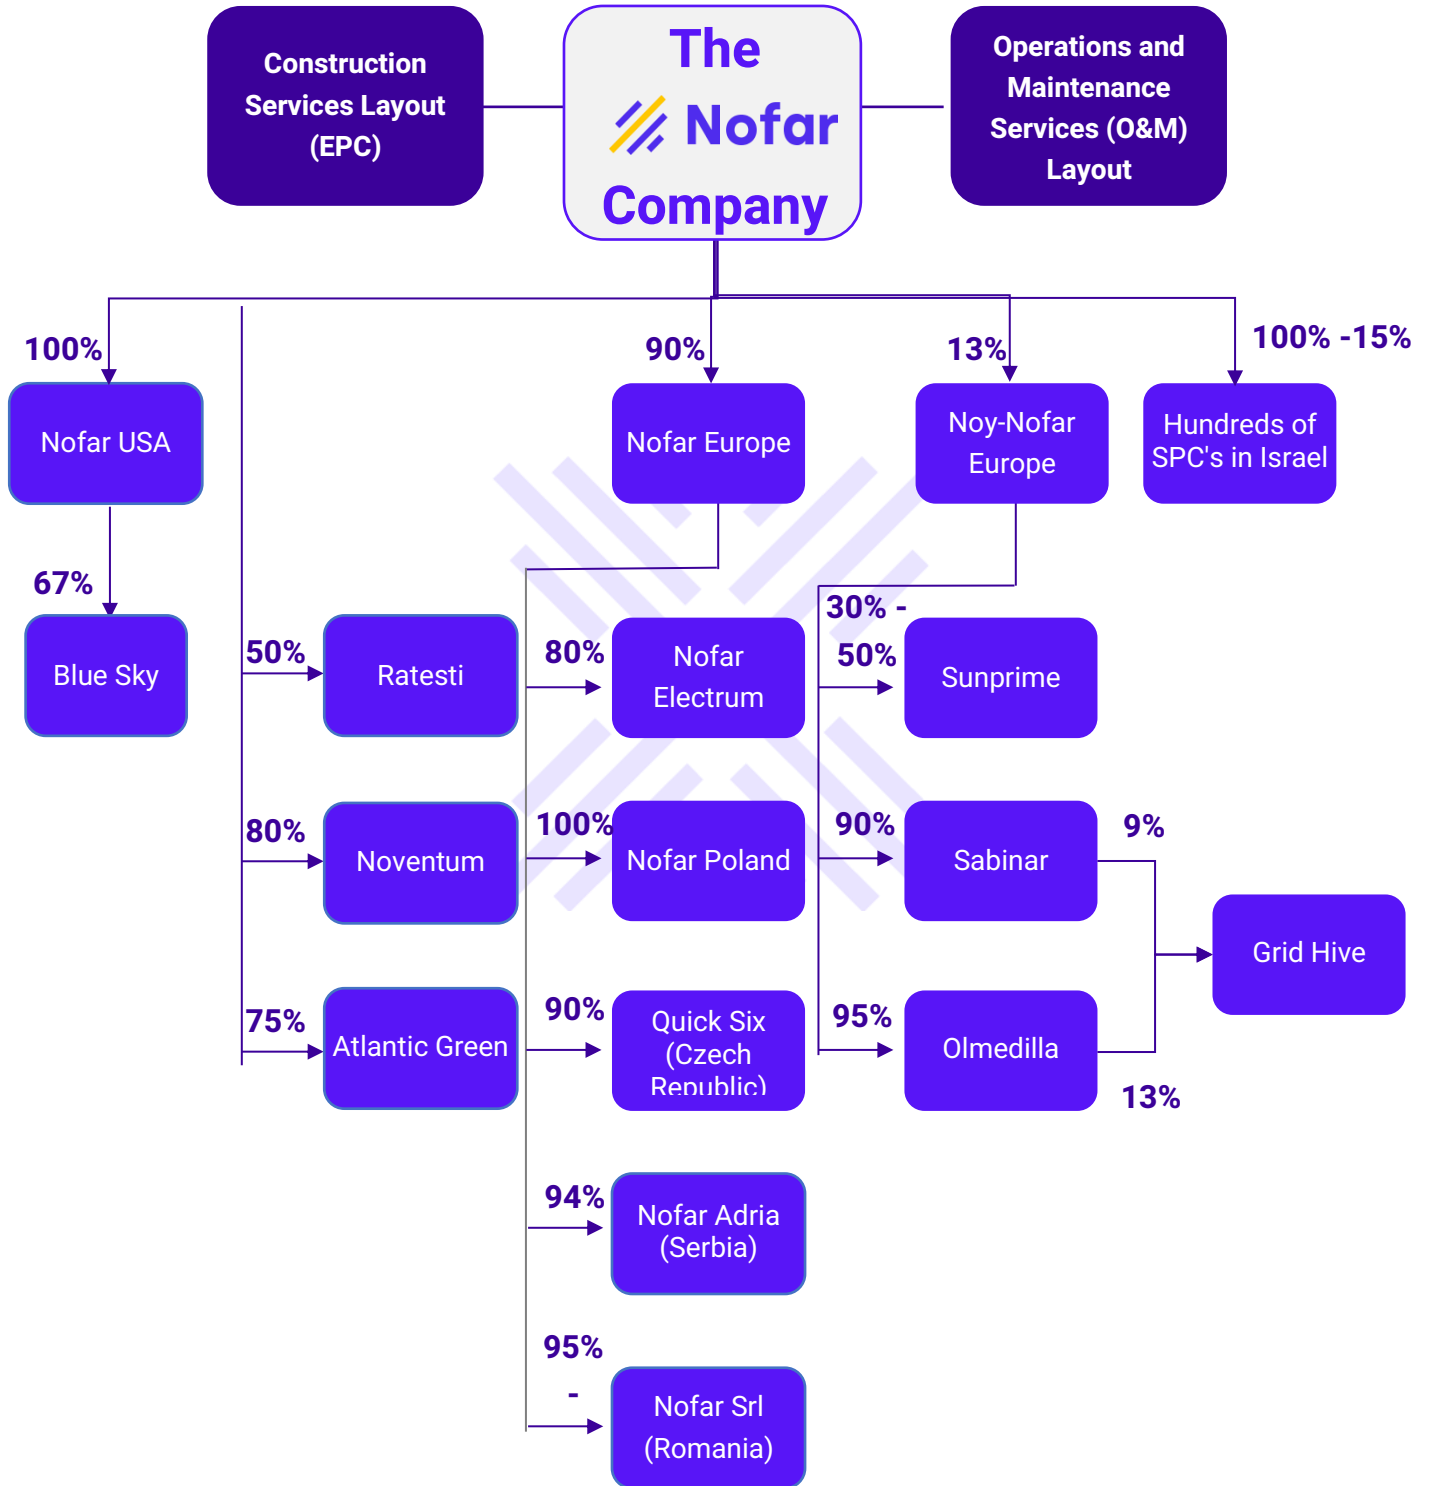 Construction
Services Layout
(EPC)
The
Nofar
Company
Operations and
Maintenance
Services (O&M)
Layout
100%
90%
13%
100% -15%
Nofar USA
Nofar Europe
Noy-Nofar
Europe
Hundreds of
SPC's in Israel
67%
Blue Sky
50%
Ratesti
80%
Nofar
Electrum
30% -
50%
Sunprime
80%
Noventum
100%
Nofar Poland
90%
Sabinar
9%
Grid Hive
75%
Atlantic Green
90%
Quick Six
(Czech
Republic)
95%
Olmedilla
13%
94%
Nofar Adria
(Serbia)
95%
-
Nofar Srl
(Romania)